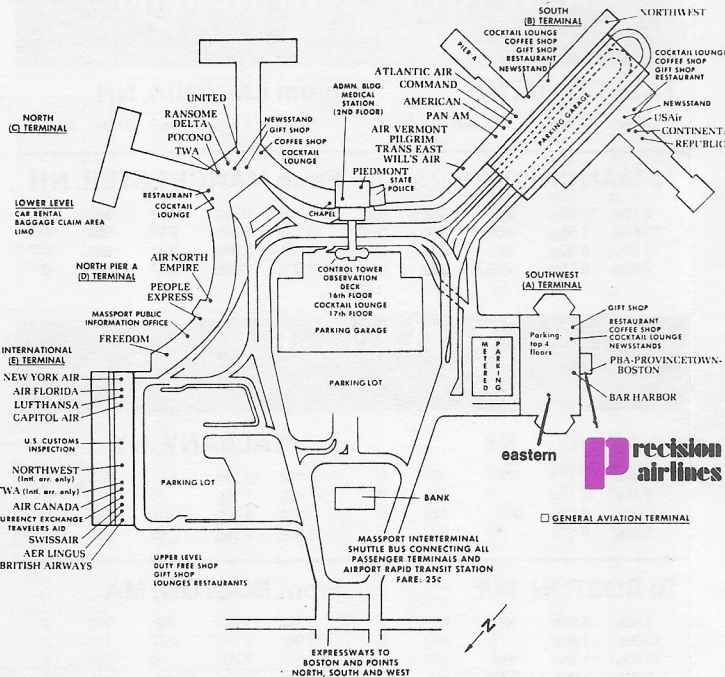 SOUTH
(B) TERMINAL
NORTHWEST
COCKTAIL LOUNGE
COFFEE SHOP
GIFT SHOP
RESTAURANT
NEWSSTAND
PIER A
COCKTAIL LOUNGE
COFFEF SHOP
GIFT SHOP
RESTAURANT
NEWSSTAND
USAir
CONTINENTA
REPUBLIC
PARKING GARAGE
ATLANTIC AIR
COMMAND
AMERICAN
PAN AM
AIR VERMONT
PILGRIM
TRANS EAST
WILL'S AIR
ADMN. BLDG
MEDICAL
STATION
(2ND FLOOR)
PIEDMONT
STATE
POLICE
CHAPEL
UNITED
RANSOME
DELTA
POCONO
TWA
NEWSSTAND
GIFT SHOP
COFFEE SHOP
COCKTAIL
LOUNGE
NORTH
(C) TERMINAL
RESTAURANT
COCKTAIL
LOUNGE
LOWER LEVEL
CAR RENTAL
BAGGAGE CLAIM AREA
LIMO
AIR NORTH
EMPIRE
NORTH PIER A
(D) TERMINAL
PEOPLE
EXPRESS
MASSPORT PUBLIC
INFORMATION OFFICE
FREEDOM
CONTROL TOWER
OBSERVATION
DECK
16th FLOOR
COCKTAIL LOUNGE
17th FLOOR
PARKING GARAGE
PARKING LOT
SOUTHWEST
(A) TERMINAL
METERED
PARKING
Parking-
top 4
floors
GIFT SHOP
RESTAURANT
COFFEE SHOP
COCKTAIL LOUNGE
NEWSSTANDS
PBA-PROVINCETOWN-
BOSTON
BAR HARBOR
eastern
precision
airlines
GENERAL AVIATION TERMINAL
INTERNATIONAL
(E) TERMINAL
NEW YORK AIR
AIR FLORIDA
LUFTHANSA
CAPITOL AIR
U.S. CUSTOMS
INSPECTION
NORTHWEST
(Intl. arr. only)
TWA (Intl. arr. only)
AIR CANADA
CURRENCY EXCHANGE
TRAVELERS AID
SWISSAIR
AER LINGUS
BRITISH AIRWAYS
PARKING LOT
BANK
MASSPORT INTERTERMINAL
SHUTTLE BUS CONNECTING ALL
PASSENGER TERMINALS AND
AIRPORT RAPID TRANSIT STATION
FARE: 25¢
UPPER LEVEL
DUTY FREE SHOP
GIFT SHOP
LOUNGES RESTAURANTS
N
EXPRESSWAYS TO
BOSTON AND POINTS
NORTH, SOUTH AND WEST